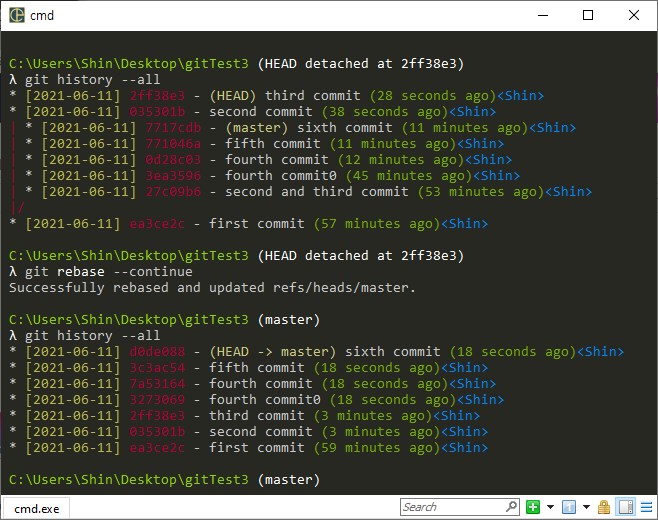 cmd
C:\Users\Shin\Desktop\gitTest3 (HEAD detached at 2ff38e3)
λ git history --all
* [2021-06-11] 2ff38e3 - (HEAD) third commit (28 seconds ago)<Shin>
* [2021-06-11] 035301b - second commit (38 seconds ago)<Shin>
| * [2021-06-11] 7717cdb - (master) sixth commit (11 minutes ago)<Shin>
| * [2021-06-11] 771046a - fifth commit (11 minutes ago)<Shin>
| * [2021-06-11] 0d28c03 - fourth commit (12 minutes ago)<Shin>
| * [2021-06-11] 3ea3596 - fourth commit0 (45 minutes ago)<Shin>
| * [2021-06-11] 27c09b6 - second and third commit (53 minutes ago)<Shin>
|/
* [2021-06-11] ea3ce2c - first commit (57 minutes ago)<Shin>
C:\Users\Shin\Desktop\gitTest3 (HEAD detached at 2ff38e3)
λ git rebase --continue
Successfully rebased and updated refs/heads/master.
C:\Users\Shin\Desktop\gitTest3 (master)
λ git history --all
* [2021-06-11] d0de088 - (HEAD -> master) sixth commit (18 seconds ago)<Shin>
* [2021-06-11] 3c3ac54 - fifth commit (18 seconds ago)<Shin>
* [2021-06-11] 7a53164 - fourth commit (18 seconds ago)<Shin>
* [2021-06-11] 3273069 - fourth commit0 (18 seconds ago)<Shin>
* [2021-06-11] 2ff38e3 - third commit (3 minutes ago)<Shin>
* [2021-06-11] 035301b - second commit (3 minutes ago)<Shin>
* [2021-06-11] ea3ce2c - first commit (59 minutes ago)<Shin>
C:\Users\Shin\Desktop\gitTest3 (master)
cmd.exe
Search